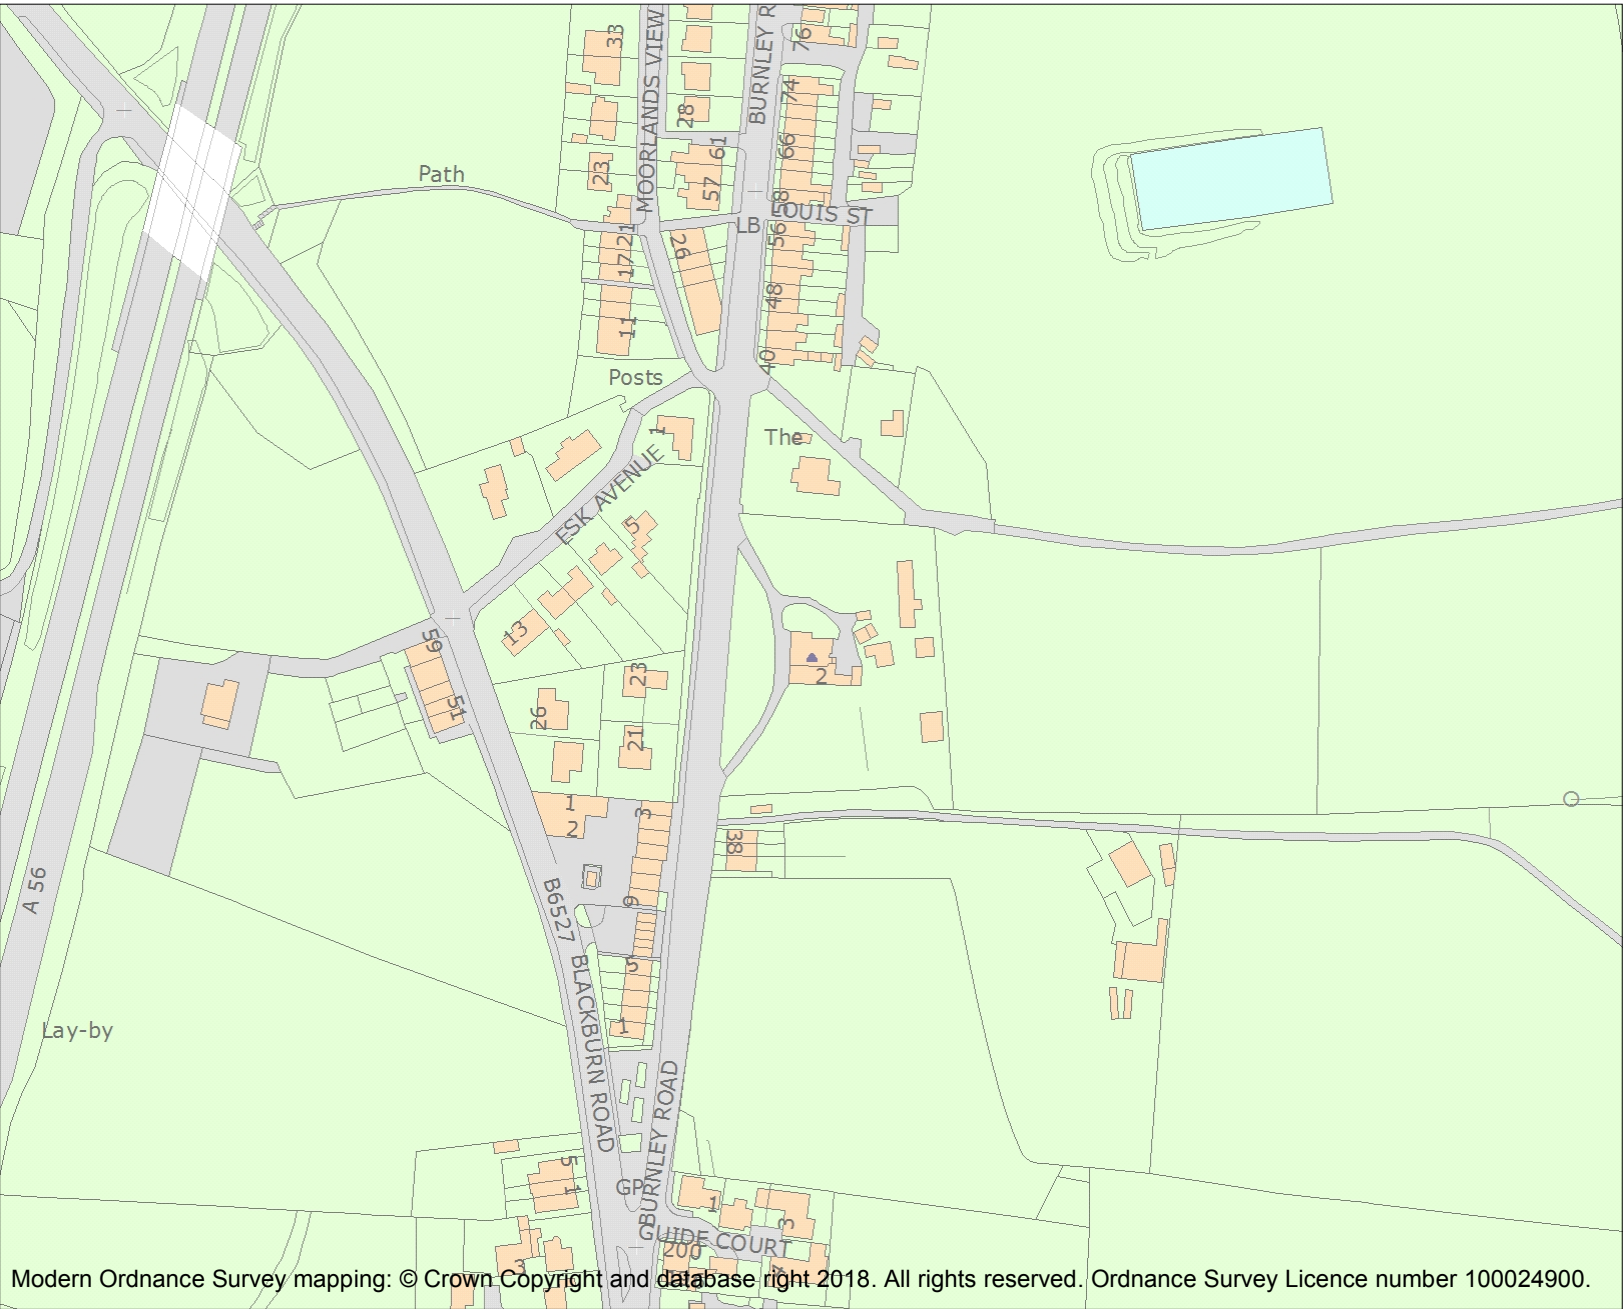 33
MOORLANDS VIEW
BURNLEY R
76
74
28
66
61
Path
23
57
58
LOUIS ST
LB
21
26
56
17
48
11
40
Posts
1
The
ESK AVENUE
5
13
59
2
23
51
26
21
1
3
2
38
A 56
9
B6527 BLACKBURN ROAD
5
1
Lay-by
BURNLEY ROAD
5
1
GP
1
3
GUIDE COURT
200
3
4
Modern Ordnance Survey mapping: © Crown Copyright and database right 2018. All rights reserved. Ordnance Survey Licence number 100024900.